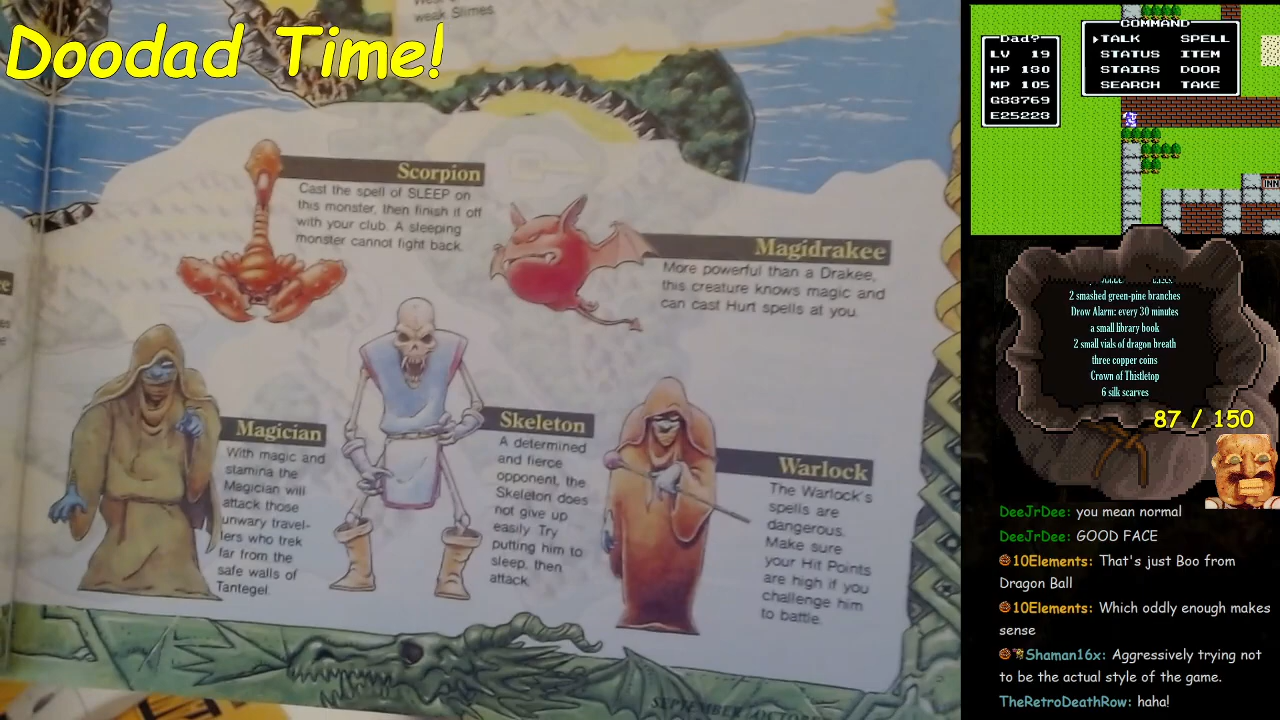 Doodad Time!
weak Slimes
Scorpion
Cast the spell of SLEEP on
this monster, then finish it off
with your club. A sleeping
monster cannot fight back.
Magidrakee
More powerful than a Drakee,
this creature knows magic and
can cast Hurt spells at you.
Magician
With magic and
stamina the
Magician will
attack those
unwary travel-
lers who trek
far from the
safe walls of
Tantegel.
Skeleton
A determined
and fierce
opponent, the
Skeleton does
not give up
easily. Try
putting him to
sleep, then
attack.
Warlock
The Warlock's
spells are
dangerous.
Make sure
your Hit Points
are high if you
challenge him
to battle.
SEPTEMBER/OCTOBER
Dad?
LV 19
HP 130
MP 105
G33769
E25223
COMMAND
TALK SPELL
STATUS ITEM
STAIRS DOOR
SEARCH TAKE
INN
2 smashed green-pine branches
Drow Alarm: every 30 minutes
a small library book
2 small vials of dragon breath
three copper coins
Crown of Thistletop
6 silk scarves
87 / 150
DeeJrDee: you mean normal
DeeJrDee: GOOD FACE
10Elements: That's just Boo from
Dragon Ball
10Elements: Which oddly enough makes
sense
Shaman16x: Aggressively trying not
to be the actual style of the game.
TheRetroDeathRow: haha!